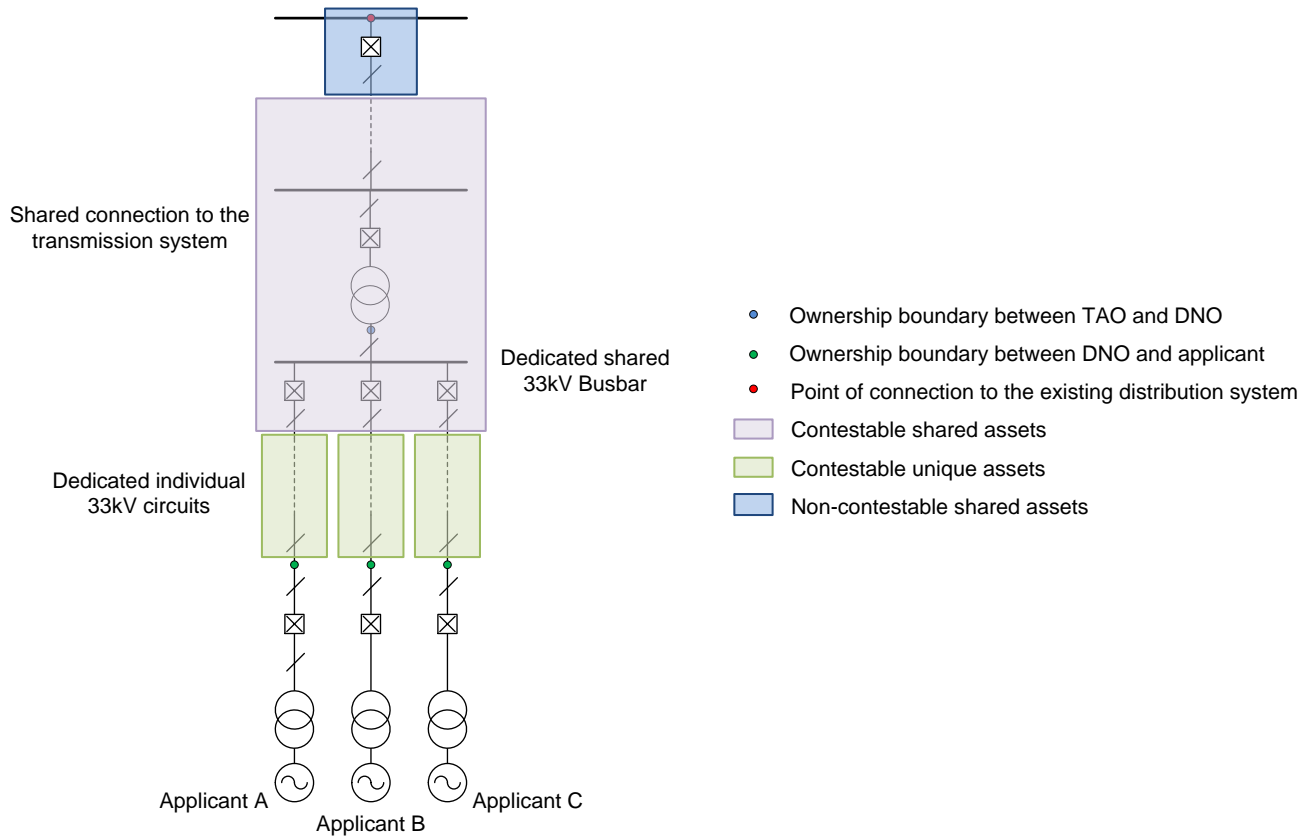 Shared connection to the
transmission system
Dedicated shared
33kV Busbar
Dedicated individual
33kV circuits
Applicant A
Applicant B
Applicant C
Ownership boundary between TAO and DNO
Ownership boundary between DNO and applicant
Point of connection to the existing distribution system
Contestable shared assets
Contestable unique assets
Non-contestable shared assets